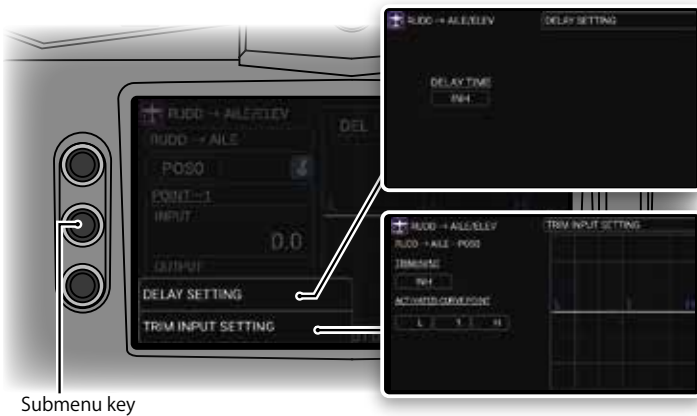 RUDD → AILE/ELEV
DELAY SETTING
DELAY TIME
INH
RUDD → AILE/ELEV
DEL
RUDD → AILE
POS0
POINT-1
INPUT
0.0
OUTPUT
DELAY SETTING
TRIM INPUT SETTING
RUDD → AILE/ELEV
TRIM INPUT SETTING
RUDD → AILE - POS0
INH
ACTIVATED CURVE POINT
L 1 H
Submenu key